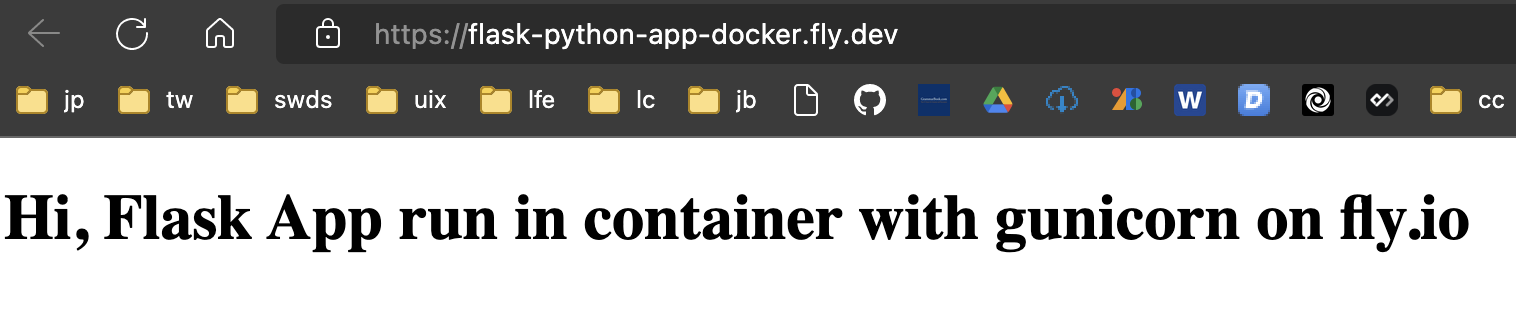 https://flask-python-app-docker.fly.dev
jp tw swds uix lfe lc jb W D cc
Hi, Flask App run in container with gunicorn on fly.io